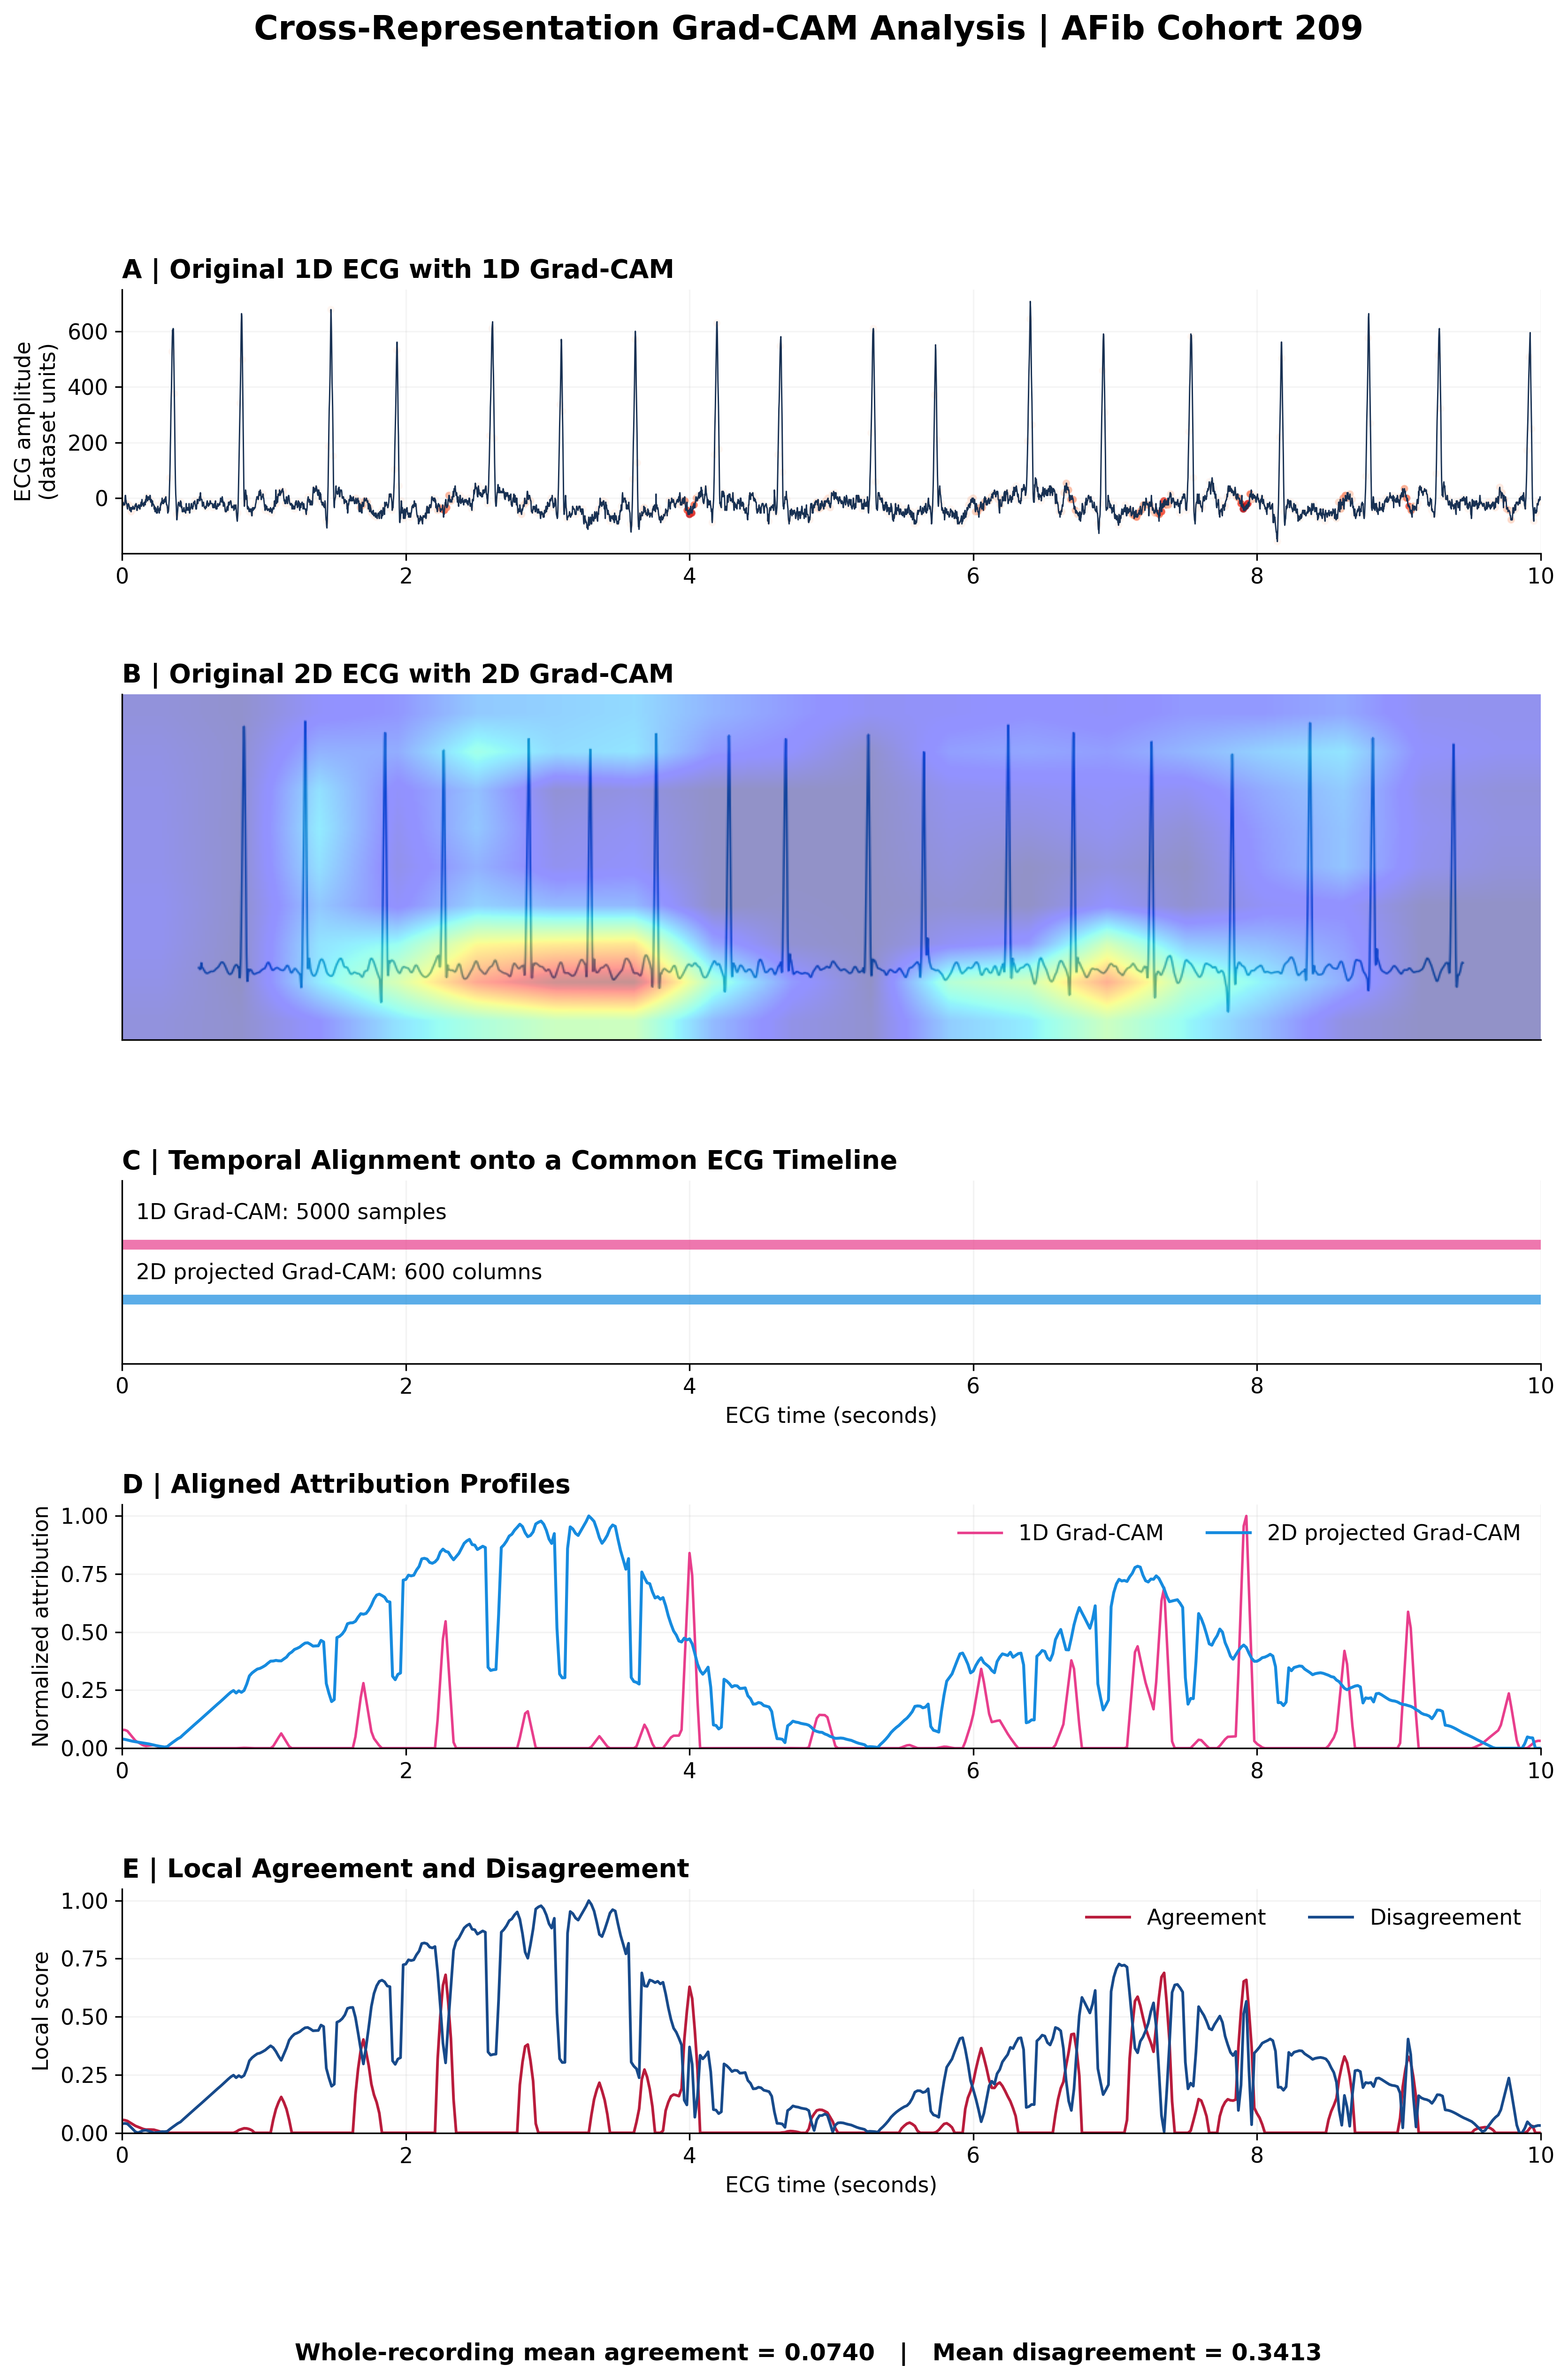 Cross-Representation Grad-CAM Analysis | AFib Cohort 209
A | Original 1D ECG with 1D Grad-CAM
ECG amplitude
(dataset units)
600
400
200
0
0 2 4 6 8 10
B | Original 2D ECG with 2D Grad-CAM
C | Temporal Alignment onto a Common ECG Timeline
1D Grad-CAM: 5000 samples
2D projected Grad-CAM: 600 columns
0 2 4 6 8 10
ECG time (seconds)
D | Aligned Attribution Profiles
Normalized attribution
1.00
0.75
0.50
0.25
0.00
1D Grad-CAM 2D projected Grad-CAM
0 2 4 6 8 10
E | Local Agreement and Disagreement
Local score
1.00
0.75
0.50
0.25
0.00
Agreement Disagreement
0 2 4 6 8 10
ECG time (seconds)
Whole-recording mean agreement = 0.0740 | Mean disagreement = 0.3413